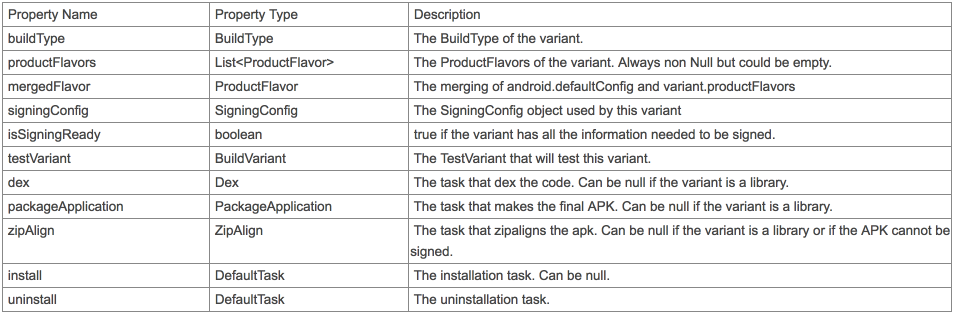 Property Name Property Type Description
buildType BuildType The BuildType of the variant.
productFlavors List<ProductFlavor> The ProductFlavors of the variant. Always non Null but could be empty.
mergedFlavor ProductFlavor The merging of android.defaultConfig and variant.productFlavors
signingConfig SigningConfig The SigningConfig object used by this variant
isSigningReady boolean true if the variant has all the information needed to be signed.
testVariant BuildVariant The TestVariant that will test this variant.
dex Dex The task that dex the code. Can be null if the variant is a library.
packageApplication PackageApplication The task that makes the final APK. Can be null if the variant is a library.
zipAlign ZipAlign The task that zipaligns the apk. Can be null if the variant is a library or if the APK cannot be
signed.
install DefaultTask The installation task. Can be null.
uninstall DefaultTask The uninstallation task.